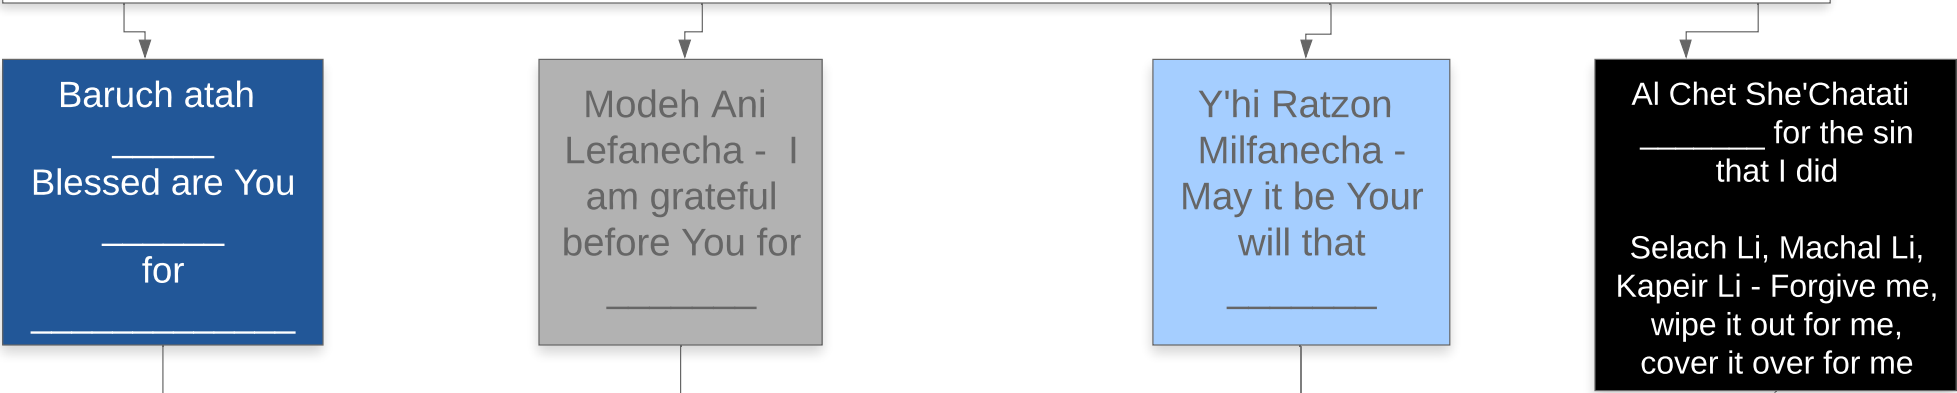 Baruch atah
_____
Blessed are You
______
for
_____________
Modeh Ani
Lefanecha -  I
am grateful
before You for
_______
Y'hi Ratzon
Milfanecha -
May it be Your
will that
_______
Al Chet She'Chatati
_______ for the sin
that I did
Selach Li, Machal Li,
Kapeir Li - Forgive me,
wipe it out for me,
cover it over for me